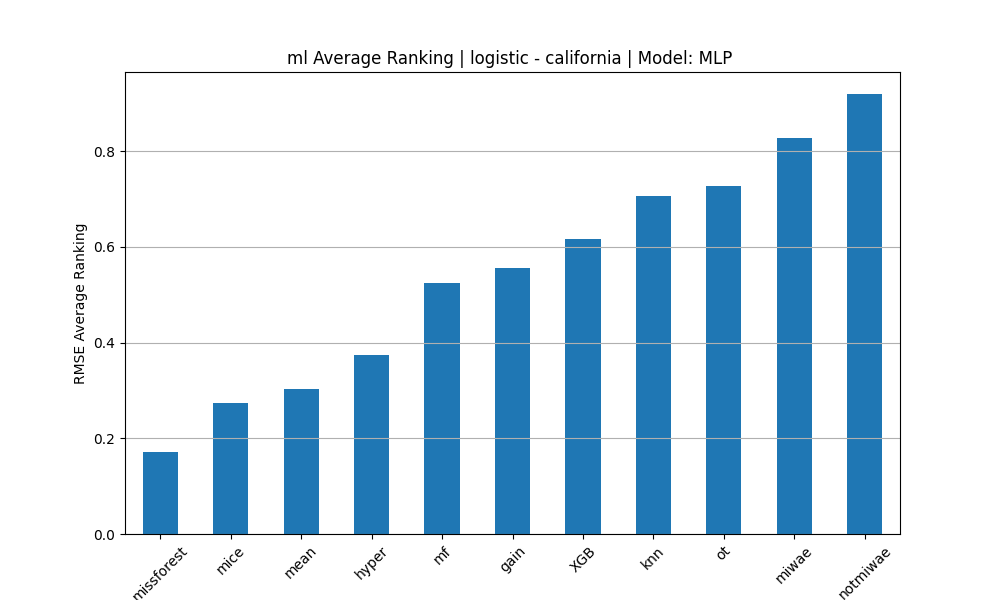 ml Average Ranking | logistic - california | Model: MLP
RMSE Average Ranking
0.8
0.6
0.4
0.2
0.0
missforest
mice
mean
hyper
mf
gain
XGB
knn
ot
miwae
notmiwae